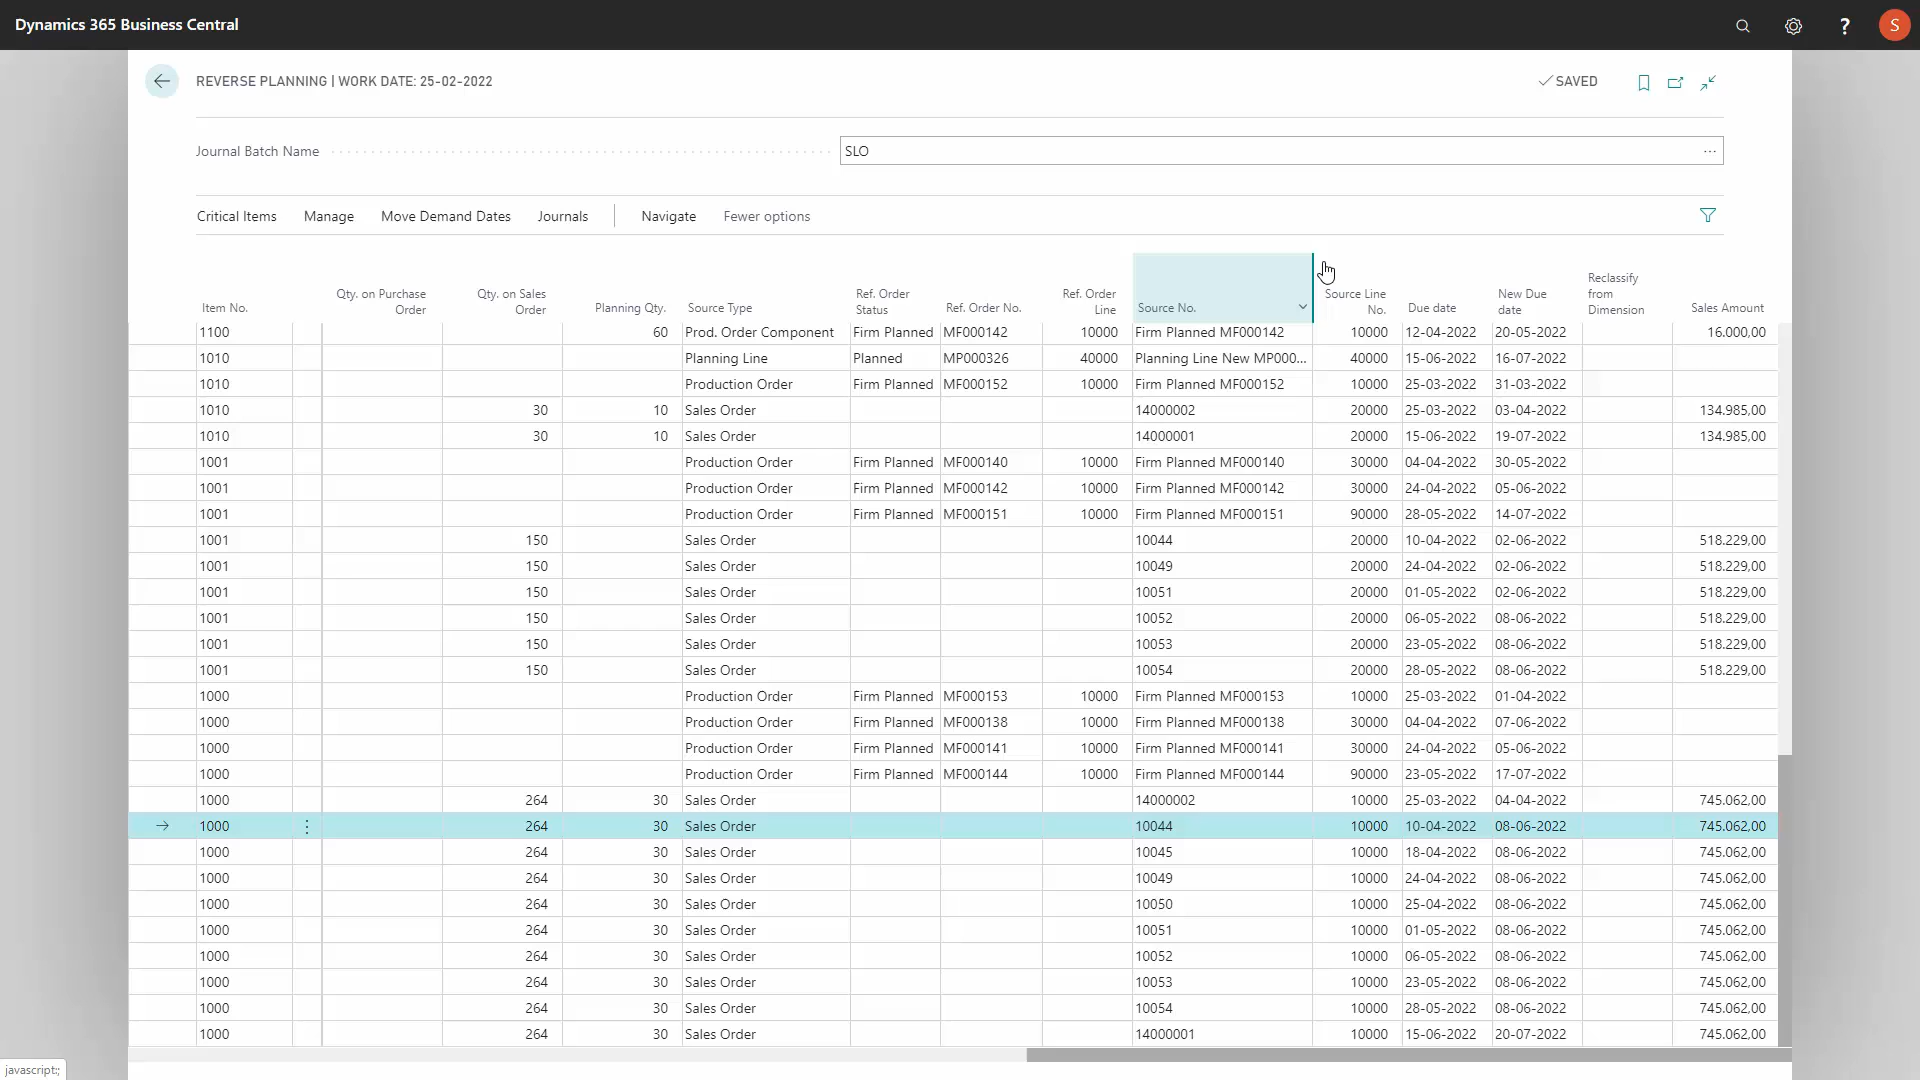 Dynamics 365 Business Central
?
S
REVERSE PLANNING | WORK DATE: 25-02-2022
SAVED
Journal Batch Name
SLO
...
Critical Items Manage Move Demand Dates Journals Navigate Fewer options
Item No. Qty. on Purchase Order Qty. on Sales Order Planning Qty. Source Type Ref. Order Status Ref. Order No. Ref. Order Line Source No. Source Line No. Due date New Due date Reclassify from Dimension Sales Amount
1100 60 Prod. Order Component Firm Planned MF000142 10000 Firm Planned MF000142 10000 12-04-2022 20-05-2022 16.000,00
1010 Planning Line Planned MP000326 40000 Planning Line New MP000... 40000 15-06-2022 16-07-2022
1010 Production Order Firm Planned MF000152 10000 Firm Planned MF000152 10000 25-03-2022 31-03-2022
1010 30 10 Sales Order 14000002 20000 25-03-2022 03-04-2022 134.985,00
1010 30 10 Sales Order 14000001 20000 15-06-2022 19-07-2022 134.985,00
1001 Production Order Firm Planned MF000140 10000 Firm Planned MF000140 30000 04-04-2022 30-05-2022
1001 Production Order Firm Planned MF000142 10000 Firm Planned MF000142 30000 24-04-2022 05-06-2022
1001 Production Order Firm Planned MF000151 10000 Firm Planned MF000151 90000 28-05-2022 14-07-2022
1001 150 Sales Order 10044 20000 10-04-2022 02-06-2022 518.229,00
1001 150 Sales Order 10049 20000 24-04-2022 02-06-2022 518.229,00
1001 150 Sales Order 10051 20000 01-05-2022 02-06-2022 518.229,00
1001 150 Sales Order 10052 20000 06-05-2022 08-06-2022 518.229,00
1001 150 Sales Order 10053 20000 23-05-2022 08-06-2022 518.229,00
1001 150 Sales Order 10054 20000 28-05-2022 08-06-2022 518.229,00
1000 Production Order Firm Planned MF000153 10000 Firm Planned MF000153 10000 25-03-2022 01-04-2022
1000 Production Order Firm Planned MF000138 10000 Firm Planned MF000138 30000 04-04-2022 07-06-2022
1000 Production Order Firm Planned MF000141 10000 Firm Planned MF000141 30000 24-04-2022 05-06-2022
1000 Production Order Firm Planned MF000144 10000 Firm Planned MF000144 90000 23-05-2022 17-07-2022
1000 264 30 Sales Order 14000002 10000 25-03-2022 04-04-2022 745.062,00
1000 264 30 Sales Order 10044 10000 10-04-2022 08-06-2022 745.062,00
1000 264 30 Sales Order 10045 10000 18-04-2022 08-06-2022 745.062,00
1000 264 30 Sales Order 10049 10000 24-04-2022 08-06-2022 745.062,00
1000 264 30 Sales Order 10050 10000 25-04-2022 08-06-2022 745.062,00
1000 264 30 Sales Order 10051 10000 01-05-2022 08-06-2022 745.062,00
1000 264 30 Sales Order 10052 10000 06-05-2022 08-06-2022 745.062,00
1000 264 30 Sales Order 10053 10000 23-05-2022 08-06-2022 745.062,00
1000 264 30 Sales Order 10054 10000 28-05-2022 08-06-2022 745.062,00
1000 264 30 Sales Order 14000001 10000 15-06-2022 20-07-2022 745.062,00
javascript:;